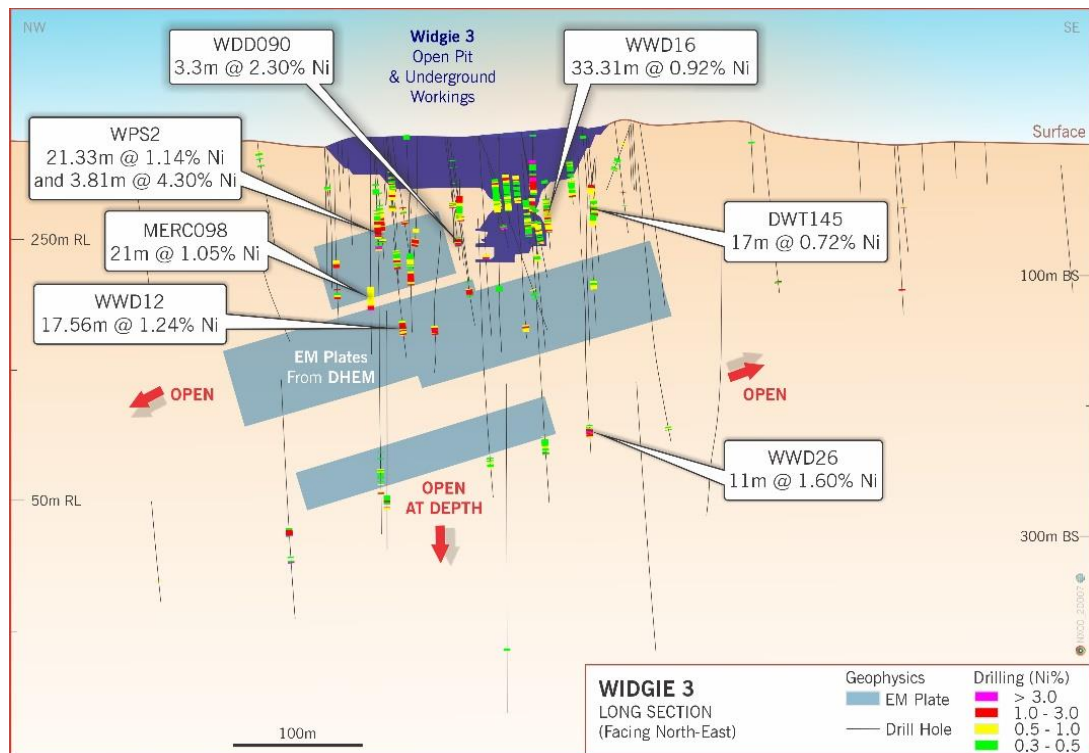 NW
SE
WDD090
3.3m @ 2.30% Ni
Widgie 3
Open Pit
& Underground
Workings
WWD16
33.31m @ 0.92% Ni
Surface
WPS2
21.33m @ 1.14% Ni
and 3.81m @ 4.30% Ni
250m RL
MERC098
21m @ 1.05% Ni
DWT145
17m @ 0.72% Ni
100m BS
WWD12
17.56m @ 1.24% Ni
EM Plates
From DHEM
OPEN
OPEN
WWD26
11m @ 1.60% Ni
50m RL
OPEN
AT DEPTH
300m BS
100m
WIDGIE 3
LONG SECTION
(Facing North-East)
Geophysics
EM Plate
Drill Hole
Drilling (Ni%)
> 3.0
1.0 - 3.0
0.5 - 1.0
0.3 - 0.5